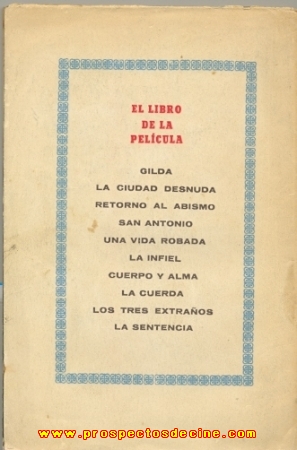 EL LIBRO
DE LA
PELÍCULA
GILDA
LA CIUDAD DESNUDA
RETORNO AL ABISMO
SAN ANTONIO
UNA VIDA ROBADA
LA INFIEL
CUERPO Y ALMA
LA CUERDA
LOS TRES EXTRAÑOS
LA SENTENCIA
www.prospectosdecine.com